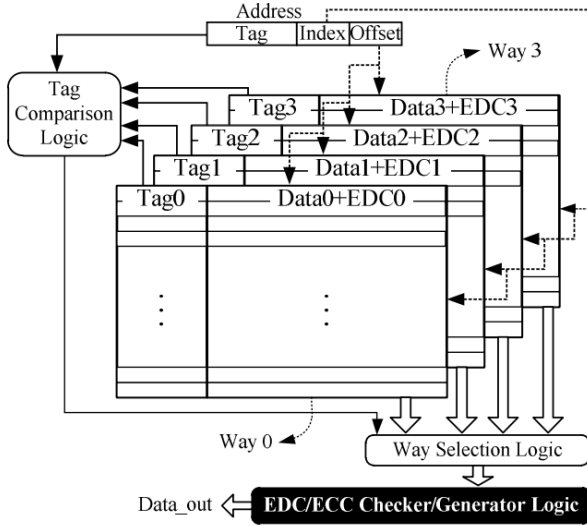 Address
Tag Index Offset
Way 3
Tag Comparison Logic
Tag3 Data3+EDC3
Tag2 Data2+EDC2
Tag1 Data1+EDC1
Tag0 Data0+EDC0
Way 0
Way Selection Logic
Data_out
EDC/ECC Checker/Generator Logic